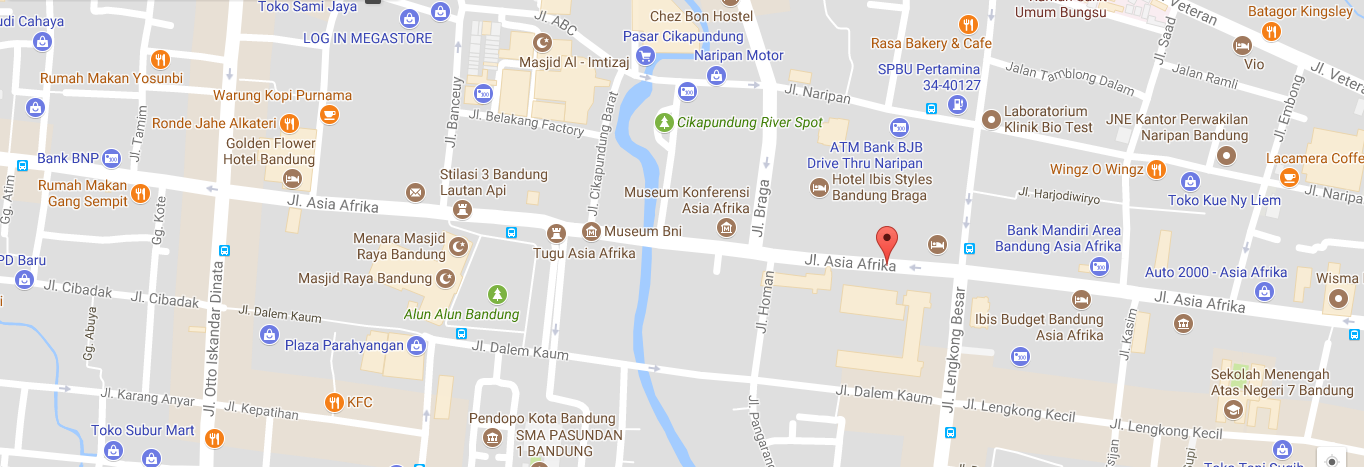 udi Cahaya
Toko Sami Jaya
LOG IN MEGASTORE
Jl. ABC
Chez Bon Hostel
Pasar Cikapundung
Umum Bungsu
Veteran
Batagor Kingsley
Rumah Makan Yosunbi
Masjid Al - Imtizaj
Naripan Motor
Rasa Bakery & Cafe
Jl. Saad
Vio
SPBU Pertamina
34-40127
Jalan Tamblong Dalam
Jalan Ramli
Jl. Vetera
Warung Kopi Purnama
Jl. Tamim
Jl. Banceuy
Jl. Naripan
Ronde Jahe Alkateri
Jl. Belakang Factory
Jl. Cikapundung Barat
Cikapundung River Spot
Laboratorium
Klinik Bio Test
JNE Kantor Perwakilan
Naripan Bandung
Jl. Embong
Golden Flower
Hotel Bandung
ATM Bank BJB
Drive Thru Naripan
Bank BNP
Lacamera Coffe
Wingz O Wingz
Stilasi 3 Bandung
Lautan Api
Hotel Ibis Styles
Bandung Braga
Rumah Makan
Gang Sempit
Gg. Atim
Gg. Kote
Museum Konferensi
Asia Afrika
Jl. Braga
Jl. Harjodiwiryo
Toko Kue Ny Liem
Jl. Naripa
Jl. Asia Afrika
Museum Bni
Tugu Asia Afrika
Menara Masjid
Raya Bandung
Bank Mandiri Area
Bandung Asia Afrika
PD Baru
Masjid Raya Bandung
Jl. Asia Afrika
Auto 2000 - Asia Afrika
Wisma
Jl. Cibadak
Jl. Cibadak
Jl. Otto Iskandar Dinata
Alun Alun Bandung
Jl. Dalem Kaum
Jl. Homan
Jl. Lengkong Besar
Jl. Asia Afrika
Ibis Budget Bandung
Asia Afrika
Jl. Kasim
Gg. Abuya
Plaza Parahyangan
Jl. Dalem Kaum
Jl. Dalem Kaum
Sekolah Menengah
Atas Negeri 7 Bandung
Jl. Karang Anyar
Jl. Kepatihan
KFC
Pendopo Kota Bandung
Jl. Pangaran
Jl. Lengkong Kecil
Jl. Lengkong Kecil
Toko Subur Mart
SMA PASUNDAN
1 BANDUNG